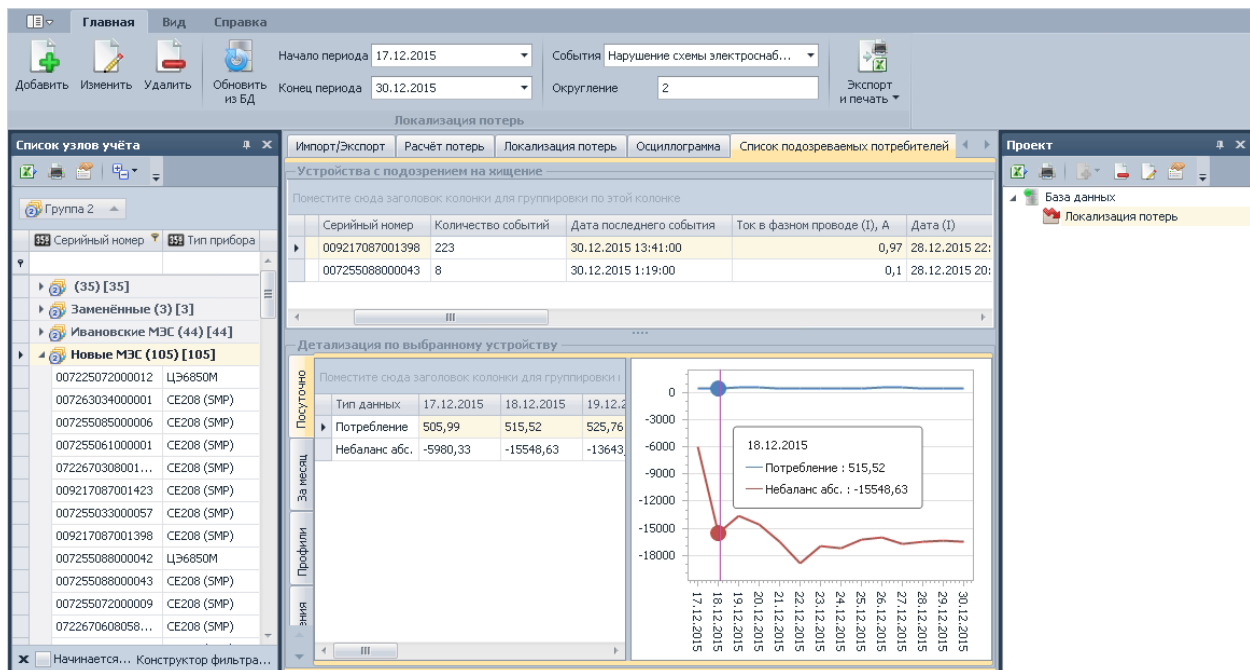 Главная Вид Справка
Добавить Изменить Удалить Обновить из БД
Начало периода 17.12.2015
Конец периода 30.12.2015
События Нарушение схемы электроснаб...
Округление 2
Экспорт и печать
Локализация потерь
Список узлов учёта
Группа 2
Серийный номер Тип прибора
(35) [35]
Заменённые (3) [3]
Ивановские МЭС (44) [44]
Новые МЭС (105) [105]
007225072000012 ЦЭ6850М
007263034000001 CE208 (SMP)
007255085000006 CE208 (SMP)
007255061000001 CE208 (SMP)
0722670308001... CE208 (SMP)
009217087001423 CE208 (SMP)
007255033000057 CE208 (SMP)
009217087001398 CE208 (SMP)
007255088000042 ЦЭ6850М
007255088000043 CE208 (SMP)
007255072000009 CE208 (SMP)
0722670608058... CE208 (SMP)
Начинается... Конструктор фильтра...
Импорт/Экспорт Расчёт потерь Локализация потерь Осциллограмма Список подозреваемых потребителей
Устройства с подозрением на хищение
Поместите сюда заголовок колонки для группировки по этой колонке
Серийный номер Количество событий Дата последнего события Ток в фазном проводе (I), А Дата (I)
009217087001398 223 30.12.2015 13:41:00 0,97 28.12.2015 22:
007255088000043 8 30.12.2015 1:19:00 0,1 28.12.2015 20:
Детализация по выбранному устройству
Посуточно
За месяц
Профили
ения
Поместите сюда заголовок колонки для группировки
Тип данных 17.12.2015 18.12.2015 19.12.2
Потребление 505,99 515,52 525,76
Небаланс абс. -5980,33 -15548,63 -13643,
0
-3000
-6000
-9000
-12000
-15000
-18000
18.12.2015
Потребление : 515,52
Небаланс абс. : -15548,63
17.12.2015
18.12.2015
19.12.2015
20.12.2015
21.12.2015
22.12.2015
23.12.2015
24.12.2015
25.12.2015
26.12.2015
27.12.2015
28.12.2015
29.12.2015
30.12.2015
Проект
База данных
Локализация потерь